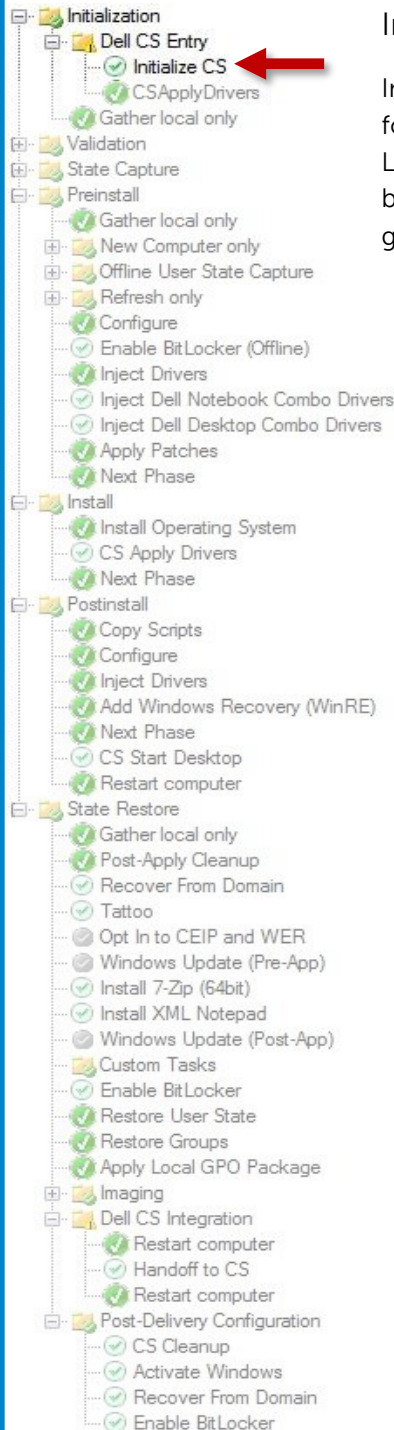 Initialization
Dell CS Entry
Initialize CS
CSApplyDrivers
Gather local only
Validation
State Capture
Preinstall
Gather local only
New Computer only
Offline User State Capture
Refresh only
Configure
Enable BitLocker (Offline)
Inject Drivers
Inject Dell Notebook Combo Drivers
Inject Dell Desktop Combo Drivers
Apply Patches
Next Phase
Install
Install Operating System
CS Apply Drivers
Next Phase
Postinstall
Copy Scripts
Configure
Inject Drivers
Add Windows Recovery (WinRE)
Next Phase
CS Start Desktop
Restart computer
State Restore
Gather local only
Post-Apply Cleanup
Recover From Domain
Tattoo
Opt In to CEIP and WER
Windows Update (Pre-App)
Install 7-Zip (64bit)
Install XML Notepad
Windows Update (Post-App)
Custom Tasks
Enable BitLocker
Restore User State
Restore Groups
Apply Local GPO Package
Imaging
Dell CS Integration
Restart computer
Handoff to CS
Restart computer
Post-Delivery Configuration
CS Cleanup
Activate Windows
Recover From Domain
Enable BitLocker